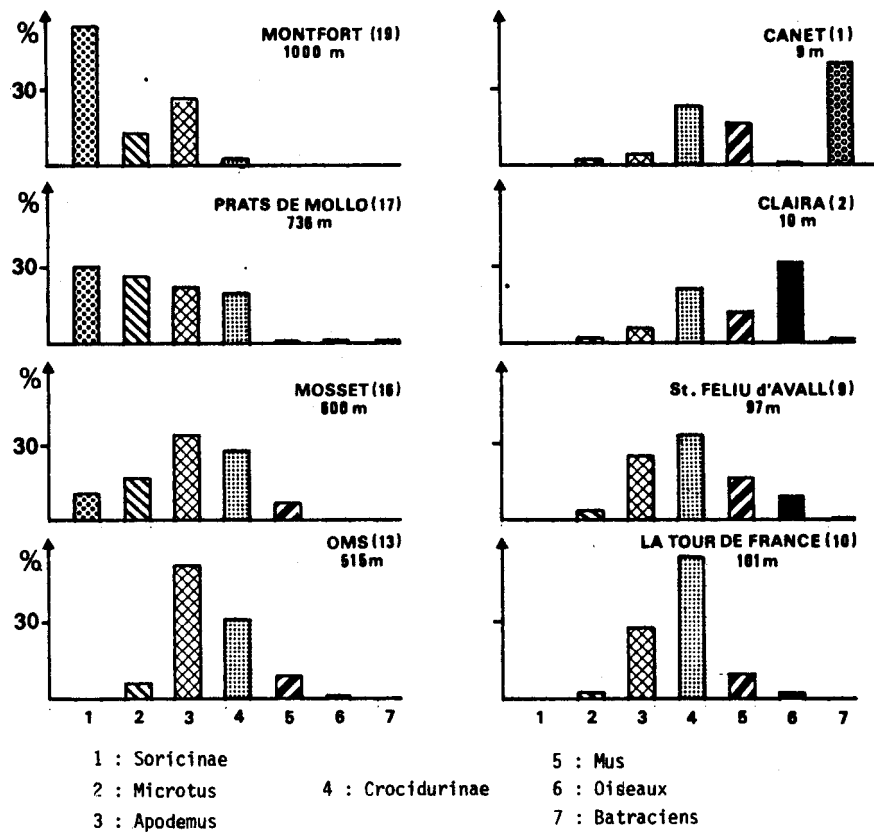 %
30
MONTFORT (19)
1000 m
CANET (1)
9 m
%
30
PRATS DE MOLLO (17)
736 m
CLAIRA (2)
10 m
%
30
MOSSET (16)
600 m
St. FELIU d'AVALL (9)
97 m
%
30
OMS (13)
515 m
LA TOUR DE FRANCE (10)
101 m
1 2 3 4 5 6 7
1 2 3 4 5 6 7
1 : Soricinae
2 : Microtus
3 : Apodemus
4 : Crocidurinae
5 : Mus
6 : Oiseaux
7 : Batraciens